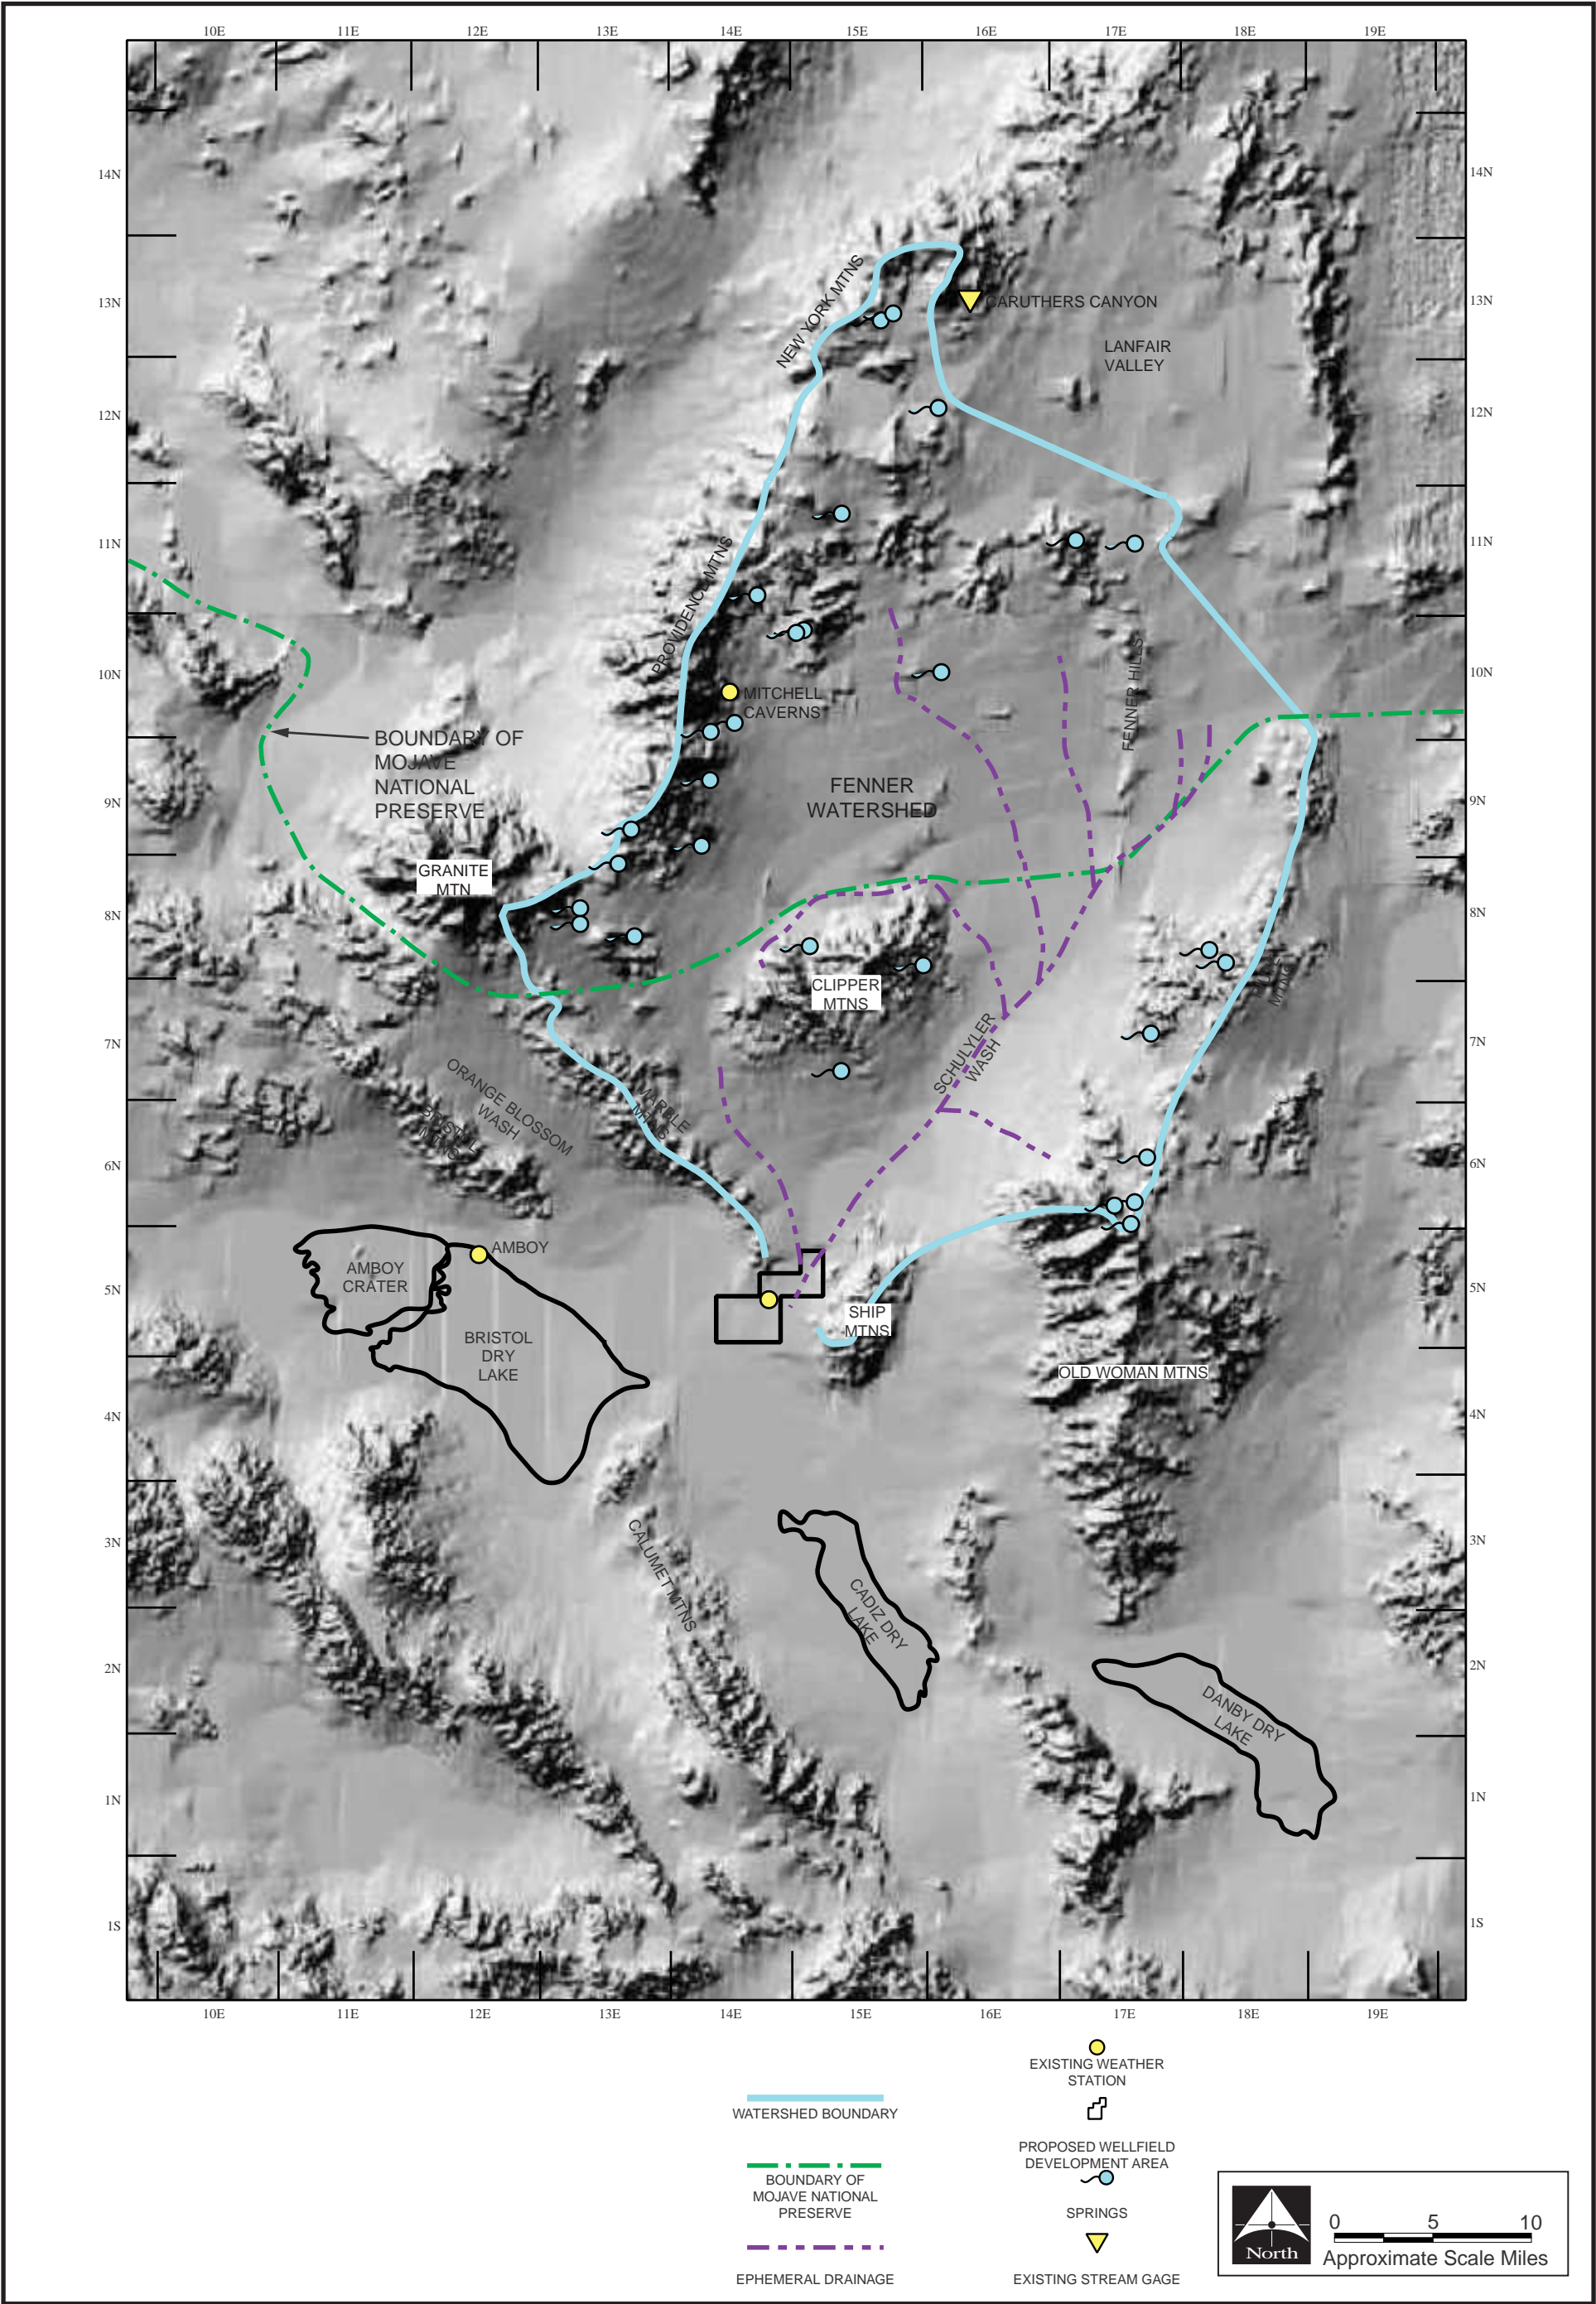 10E 11E 12E 13E 14E 15E 16E 17E 18E 19E
14N 14N
NEW YORK MTNS
13N 13N
CARUTHERS CANYON
LANFAIR
VALLEY
12N 12N
11N 11N
PROVIDENCE MTNS
10N 10N
FENNER HILLS
MITCHELL
CAVERNS
BOUNDARY OF
MOJAVE
NATIONAL
PRESERVE
FENNER
WATERSHED
9N 9N
GRANITE
MTN
8N 8N
CLIPPER
MTNS
MTNS
7N 7N
SCHULYLER
WASH
ORANGE BLOSSOM
WASH
MARBLE
MTNS
BRISTOL
MTNS
6N 6N
AMBOY
AMBOY
CRATER
5N 5N
SHIP
MTNS
BRISTOL
DRY
LAKE
OLD WOMAN MTNS
4N 4N
3N 3N
CALUMET MTNS
CADIZ DRY
LAKE
2N 2N
DANBY DRY
LAKE
1N 1N
1S 1S
10E 11E 12E 13E 14E 15E 16E 17E 18E 19E
WATERSHED BOUNDARY
BOUNDARY OF
MOJAVE NATIONAL
PRESERVE
EPHEMERAL DRAINAGE
EXISTING WEATHER
STATION
PROPOSED WELLFIELD
DEVELOPMENT AREA
SPRINGS
EXISTING STREAM GAGE
North
0 5 10
Approximate Scale Miles